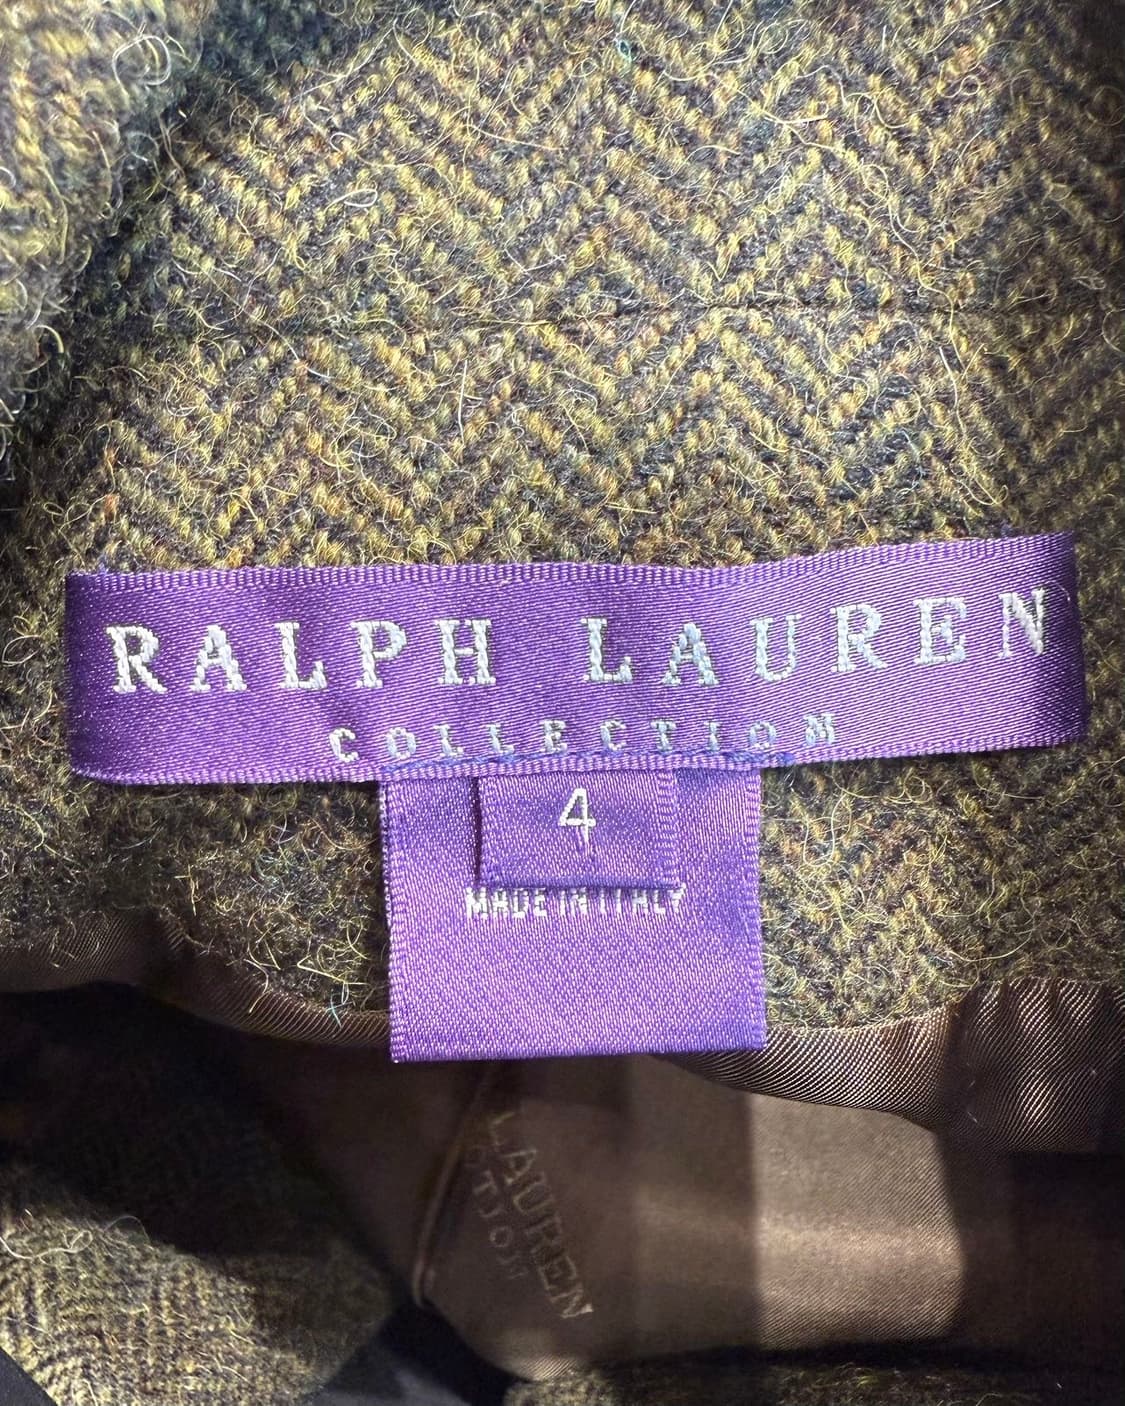 RALPH LAUREN
COLLECTION
4
MADE IN ITALY
LAUREN